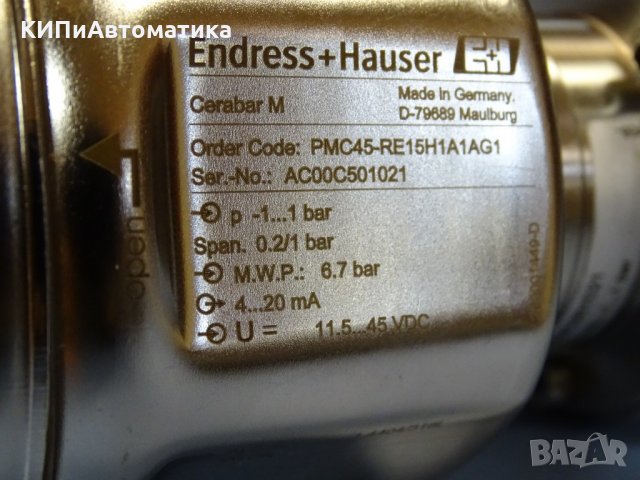 КИПиАвтоматика
Endress+Hauser
Cerabar M
Made in Germany.
D-79689 Maulburg
Order Code: PMC45-RE15H1A1AG1
Ser.-No.: AC00C501021
p -1...1 bar
Span. 0.2/1 bar
M.W.P.: 6.7 bar
4...20 mA
U = 11.5...45 VDC
open
BAZAR